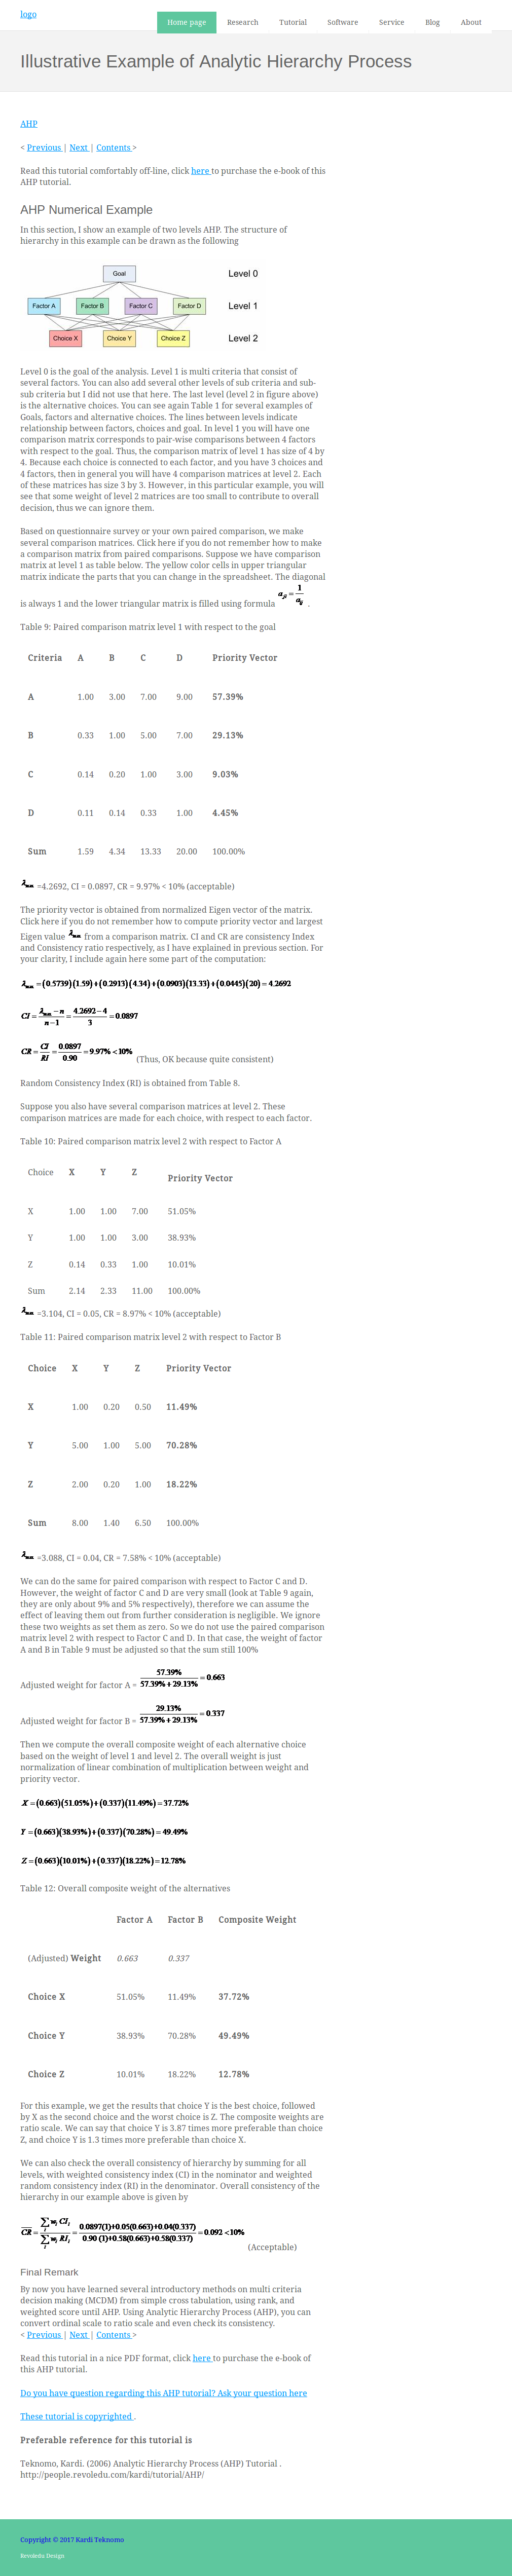 logo
Home page Research Tutorial Software Service Blog About
Illustrative Example of Analytic Hierarchy Process
AHP
< Previous | Next | Contents >
Read this tutorial comfortably off-line, click here to purchase the e-book of this
AHP tutorial.
AHP Numerical Example
In this section, I show an example of two levels AHP. The structure of
hierarchy in this example can be drawn as the following
Goal Level 0
Factor A Factor B Factor C Factor D Level 1
Choice X Choice Y Choice Z Level 2
Level 0 is the goal of the analysis. Level 1 is multi criteria that consist of
several factors. You can also add several other levels of sub criteria and sub-
sub criteria but I did not use that here. The last level (level 2 in figure above)
is the alternative choices. You can see again Table 1 for several examples of
Goals, factors and alternative choices. The lines between levels indicate
relationship between factors, choices and goal. In level 1 you will have one
comparison matrix corresponds to pair-wise comparisons between 4 factors
with respect to the goal. Thus, the comparison matrix of level 1 has size of 4 by
4. Because each choice is connected to each factor, and you have 3 choices and
4 factors, then in general you will have 4 comparison matrices at level 2. Each
of these matrices has size 3 by 3. However, in this particular example, you will
see that some weight of level 2 matrices are too small to contribute to overall
decision, thus we can ignore them.
Based on questionnaire survey or your own paired comparison, we make
several comparison matrices. Click here if you do not remember how to make
a comparison matrix from paired comparisons. Suppose we have comparison
matrix at level 1 as table below. The yellow color cells in upper triangular
matrix indicate the parts that you can change in the spreadsheet. The diagonal
is always 1 and the lower triangular matrix is filled using formula a_ji = 1/a_ij .
Table 9: Paired comparison matrix level 1 with respect to the goal
Criteria A B C D Priority Vector
A 1.00 3.00 7.00 9.00 57.39%
B 0.33 1.00 5.00 7.00 29.13%
C 0.14 0.20 1.00 3.00 9.03%
D 0.11 0.14 0.33 1.00 4.45%
Sum 1.59 4.34 13.33 20.00 100.00%
λmax =4.2692, CI = 0.0897, CR = 9.97% < 10% (acceptable)
The priority vector is obtained from normalized Eigen vector of the matrix.
Click here if you do not remember how to compute priority vector and largest
Eigen value λmax from a comparison matrix. CI and CR are consistency Index
and Consistency ratio respectively, as I have explained in previous section. For
your clarity, I include again here some part of the computation:
λmax = (0.5739)(1.59)+(0.2913)(4.34)+(0.0903)(13.33)+(0.0445)(20) = 4.2692
CI = (λmax − n)/(n−1) = (4.2692−4)/3 = 0.0897
CR = CI/RI = 0.0897/0.90 = 9.97% < 10% (Thus, OK because quite consistent)
Random Consistency Index (RI) is obtained from Table 8.
Suppose you also have several comparison matrices at level 2. These
comparison matrices are made for each choice, with respect to each factor.
Table 10: Paired comparison matrix level 2 with respect to Factor A
Choice X Y Z Priority Vector
X 1.00 1.00 7.00 51.05%
Y 1.00 1.00 3.00 38.93%
Z 0.14 0.33 1.00 10.01%
Sum 2.14 2.33 11.00 100.00%
λmax =3.104, CI = 0.05, CR = 8.97% < 10% (acceptable)
Table 11: Paired comparison matrix level 2 with respect to Factor B
Choice X Y Z Priority Vector
X 1.00 0.20 0.50 11.49%
Y 5.00 1.00 5.00 70.28%
Z 2.00 0.20 1.00 18.22%
Sum 8.00 1.40 6.50 100.00%
λmax =3.088, CI = 0.04, CR = 7.58% < 10% (acceptable)
We can do the same for paired comparison with respect to Factor C and D.
However, the weight of factor C and D are very small (look at Table 9 again,
they are only about 9% and 5% respectively), therefore we can assume the
effect of leaving them out from further consideration is negligible. We ignore
these two weights as set them as zero. So we do not use the paired comparison
matrix level 2 with respect to Factor C and D. In that case, the weight of factor
A and B in Table 9 must be adjusted so that the sum still 100%
Adjusted weight for factor A = 57.39%/(57.39% + 29.13%) = 0.663
Adjusted weight for factor B = 29.13%/(57.39% + 29.13%) = 0.337
Then we compute the overall composite weight of each alternative choice
based on the weight of level 1 and level 2. The overall weight is just
normalization of linear combination of multiplication between weight and
priority vector.
X = (0.663)(51.05%)+(0.337)(11.49%) = 37.72%
Y = (0.663)(38.93%)+(0.337)(70.28%) = 49.49%
Z = (0.663)(10.01%)+(0.337)(18.22%) = 12.78%
Table 12: Overall composite weight of the alternatives
Factor A Factor B Composite Weight
(Adjusted) Weight 0.663 0.337
Choice X 51.05% 11.49% 37.72%
Choice Y 38.93% 70.28% 49.49%
Choice Z 10.01% 18.22% 12.78%
For this example, we get the results that choice Y is the best choice, followed
by X as the second choice and the worst choice is Z. The composite weights are
ratio scale. We can say that choice Y is 3.87 times more preferable than choice
Z, and choice Y is 1.3 times more preferable than choice X.
We can also check the overall consistency of hierarchy by summing for all
levels, with weighted consistency index (CI) in the nominator and weighted
random consistency index (RI) in the denominator. Overall consistency of the
hierarchy in our example above is given by
CR = ∑ w_i CI_i / ∑ w_i RI_i = (0.0897(1)+0.05(0.663)+0.04(0.337))/(0.90 (1)+0.58(0.663)+0.58(0.337)) = 0.092 < 10% (Acceptable)
Final Remark
By now you have learned several introductory methods on multi criteria
decision making (MCDM) from simple cross tabulation, using rank, and
weighted score until AHP. Using Analytic Hierarchy Process (AHP), you can
convert ordinal scale to ratio scale and even check its consistency.
< Previous | Next | Contents >
Read this tutorial in a nice PDF format, click here to purchase the e-book of
this AHP tutorial.
Do you have question regarding this AHP tutorial? Ask your question here
These tutorial is copyrighted .
Preferable reference for this tutorial is
Teknomo, Kardi. (2006) Analytic Hierarchy Process (AHP) Tutorial .
http://people.revoledu.com/kardi/tutorial/AHP/
Copyright © 2017 Kardi Teknomo
Revoledu Design